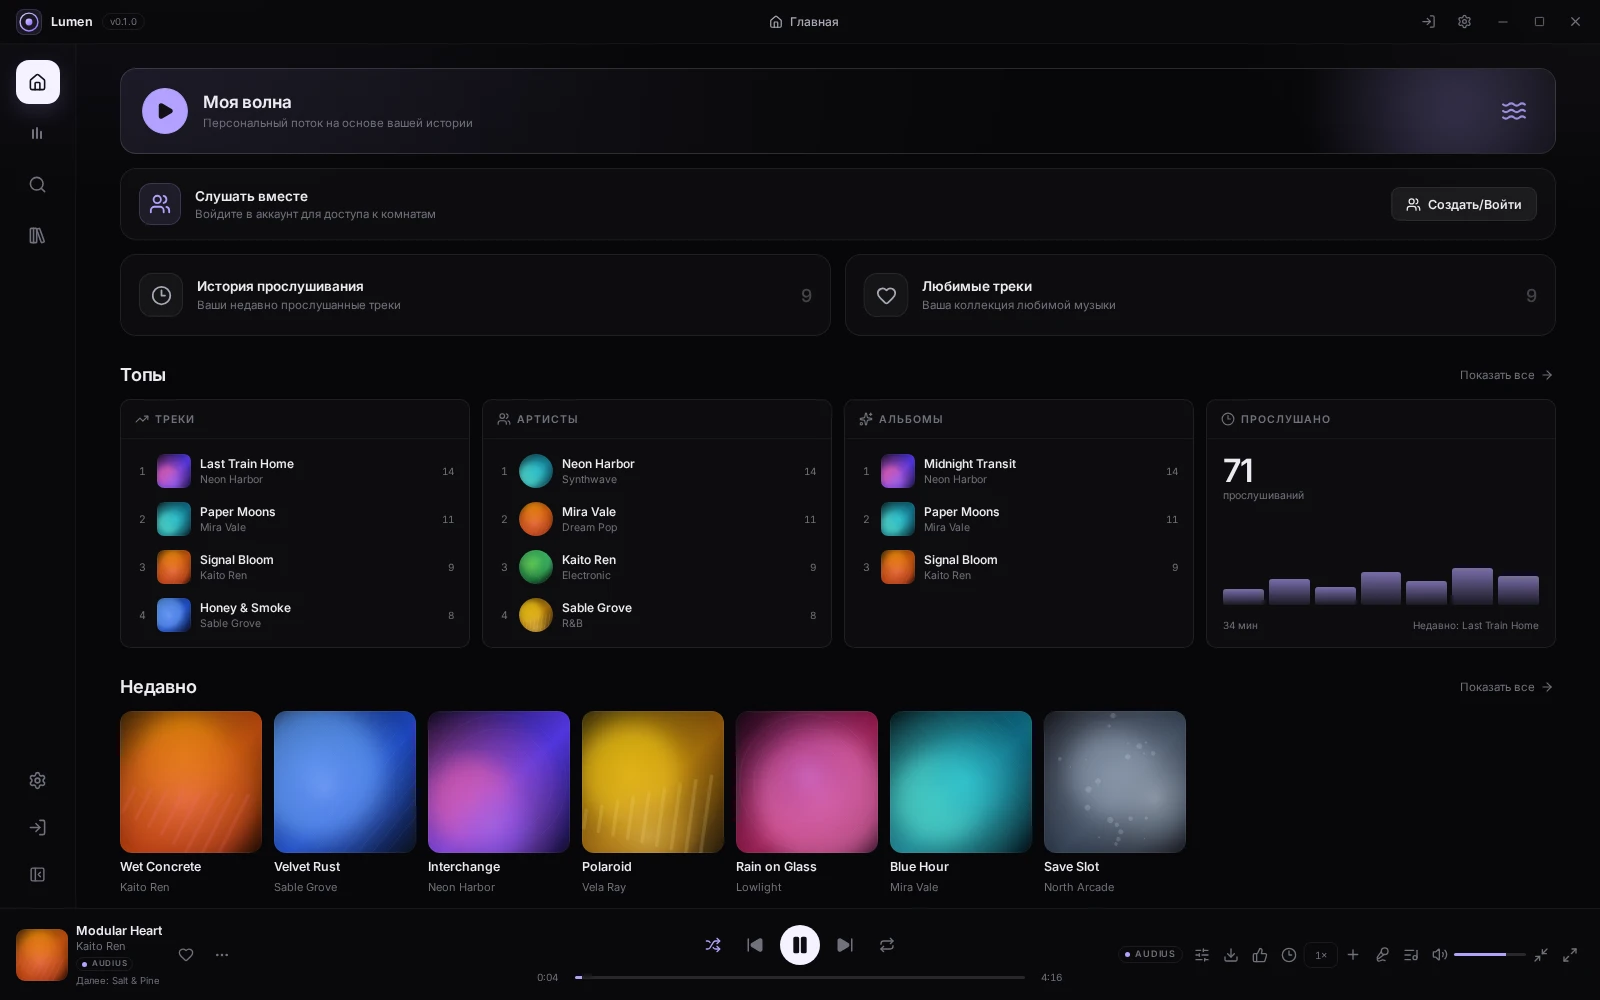 Lumen
v0.1.0
Главная
Моя волна
Персональный поток на основе вашей истории
Слушать вместе
Войдите в аккаунт для доступа к комнатам
Создать/Войти
История прослушивания
Ваши недавно прослушанные треки
9
Любимые треки
Ваша коллекция любимой музыки
9
Топы
Показать все
ТРЕКИ
1 Last Train Home 14
Neon Harbor
2 Paper Moons 11
Mira Vale
3 Signal Bloom 9
Kaito Ren
4 Honey & Smoke 8
Sable Grove
АРТИСТЫ
1 Neon Harbor 14
Synthwave
2 Mira Vale 11
Dream Pop
3 Kaito Ren 9
Electronic
4 Sable Grove 8
R&B
АЛЬБОМЫ
1 Midnight Transit 14
Neon Harbor
2 Paper Moons 11
Mira Vale
3 Signal Bloom 9
Kaito Ren
ПРОСЛУШАНО
71
прослушиваний
34 мин
Недавно: Last Train Home
Недавно
Показать все
Wet Concrete
Kaito Ren
Velvet Rust
Sable Grove
Interchange
Neon Harbor
Polaroid
Vela Ray
Rain on Glass
Lowlight
Blue Hour
Mira Vale
Save Slot
North Arcade
Modular Heart
Kaito Ren
AUDIUS
Далее: Salt & Pine
0:04
4:16
AUDIUS
1×